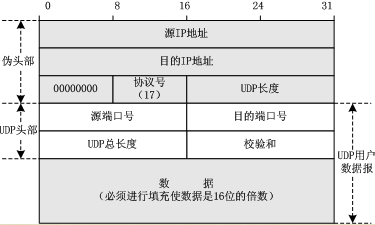 0 8 16 24 31
源IP地址
伪头部
目的IP地址
00000000
协议号
(17)
UDP长度
源端口号
目的端口号
UDP头部
UDP总长度
校验和
UDP用户
数据报
数 据
(必须进行填充使数据是16位的倍数)